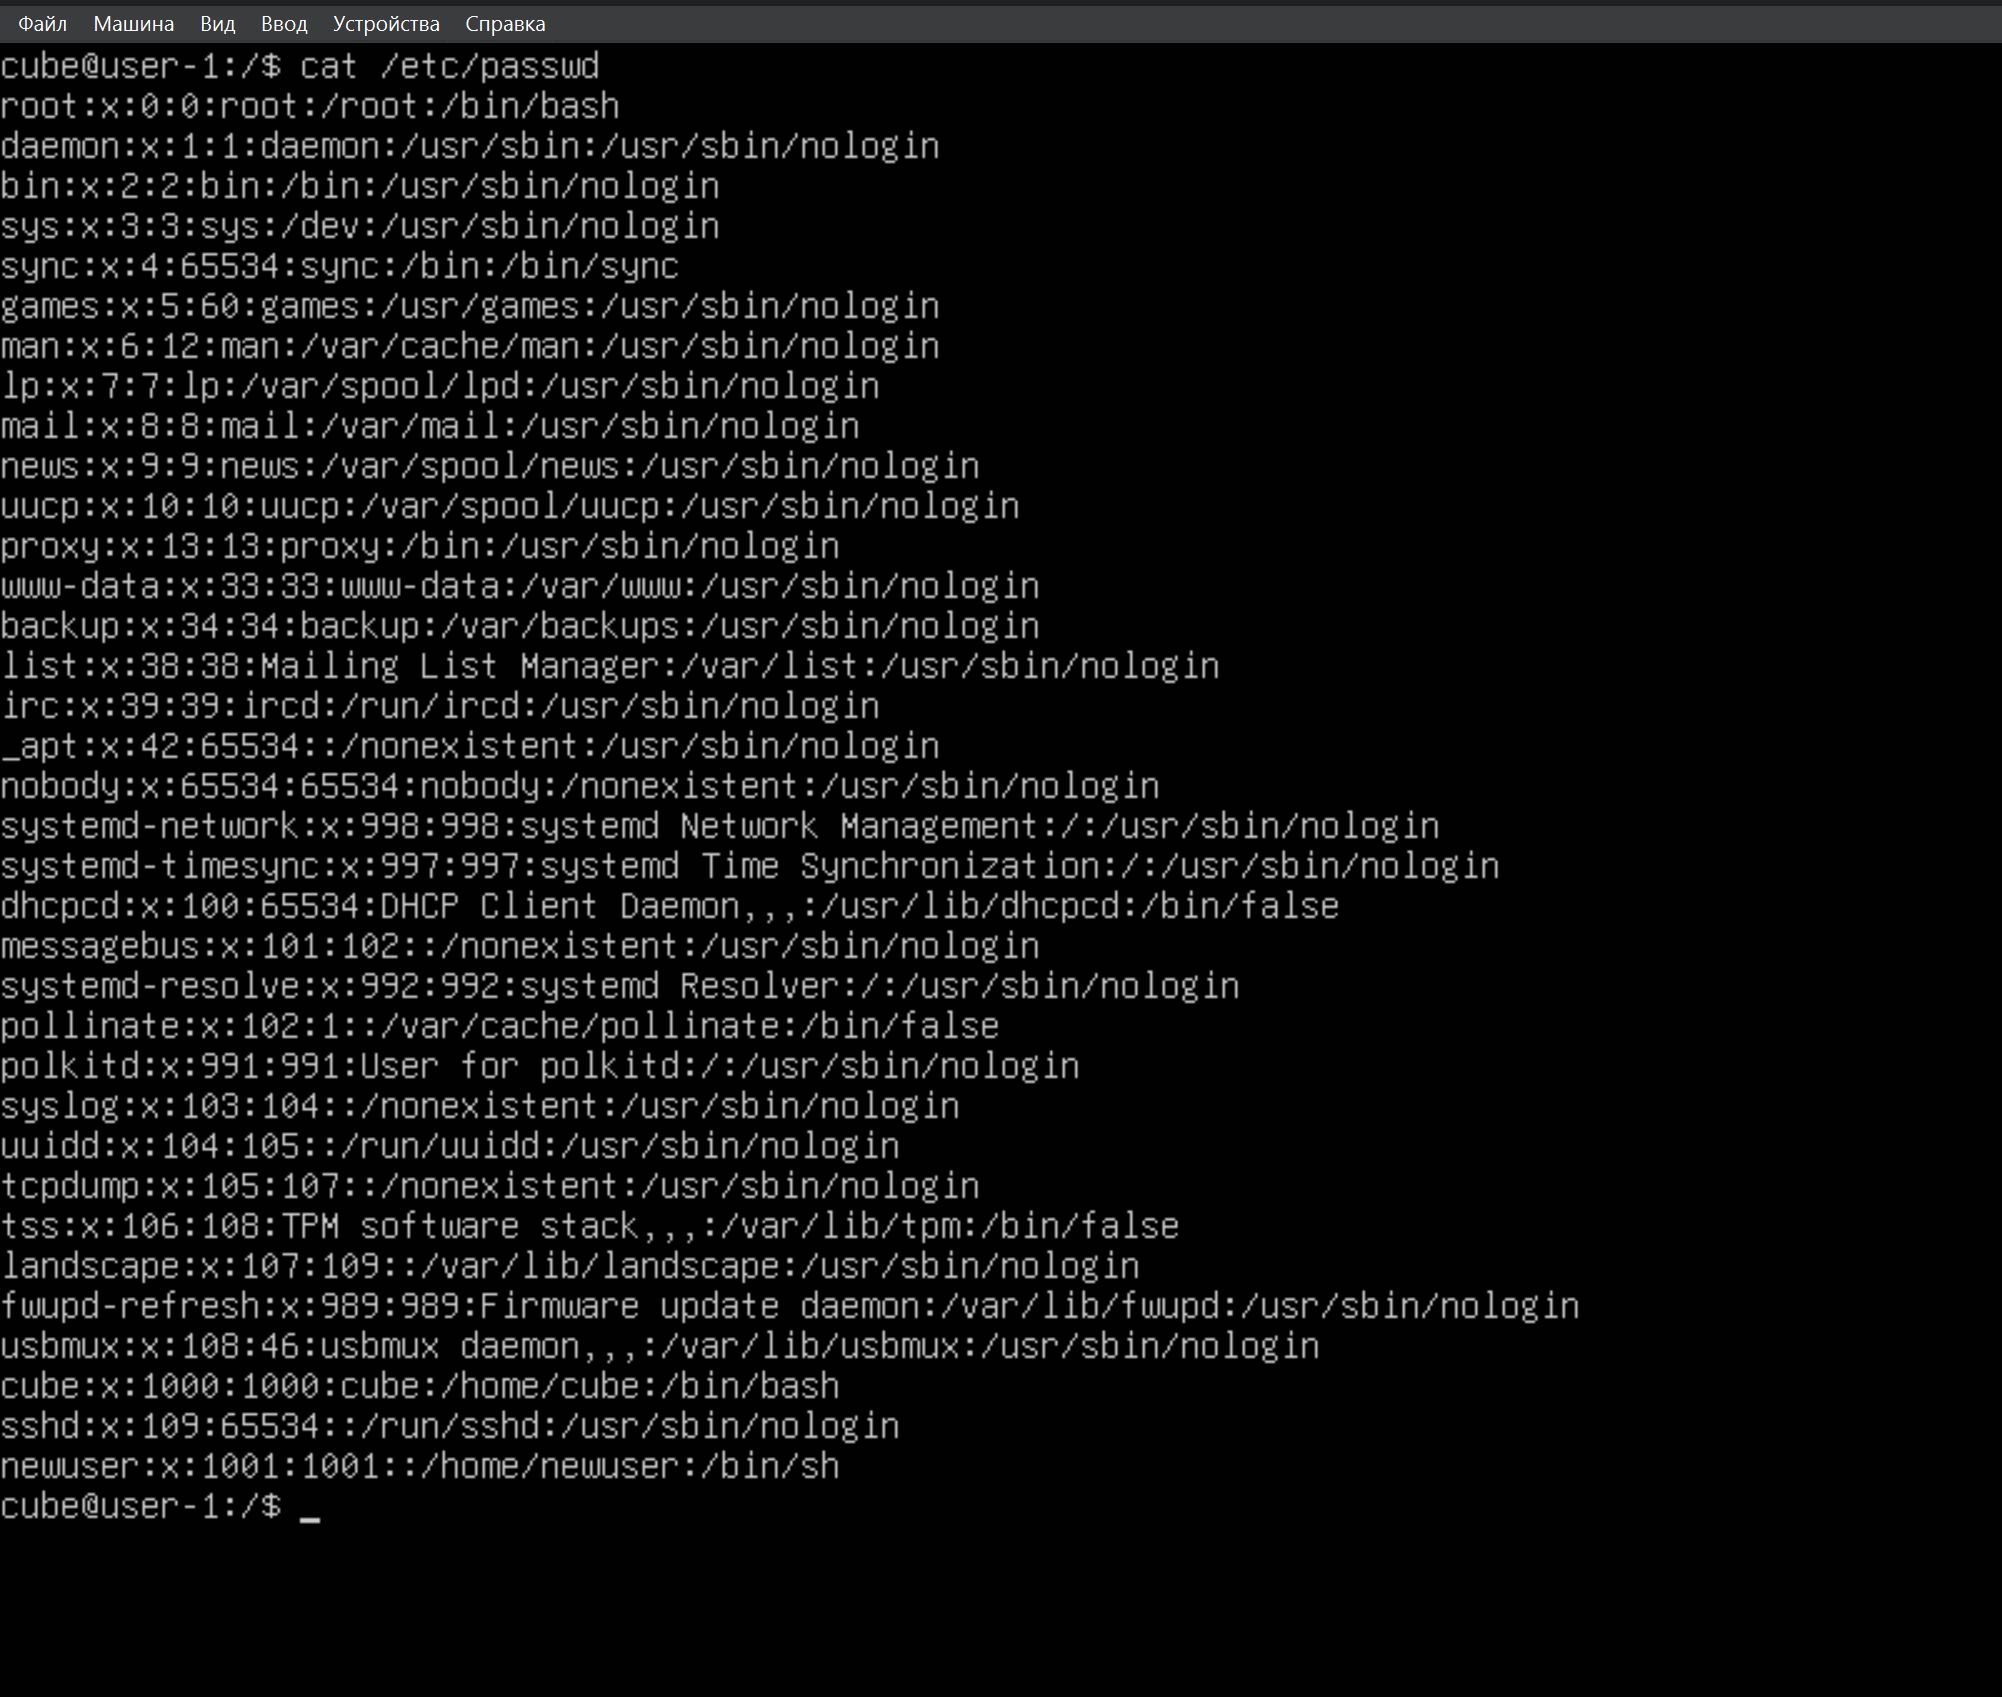 Файл Машина Вид Ввод Устройства Справка
cube@user-1:/$ cat /etc/passwd
root:x:0:0:root:/root:/bin/bash
daemon:x:1:1:daemon:/usr/sbin:/usr/sbin/nologin
bin:x:2:2:bin:/bin:/usr/sbin/nologin
sys:x:3:3:sys:/dev:/usr/sbin/nologin
sync:x:4:65534:sync:/bin:/bin/sync
games:x:5:60:games:/usr/games:/usr/sbin/nologin
man:x:6:12:man:/var/cache/man:/usr/sbin/nologin
lp:x:7:7:lp:/var/spool/lpd:/usr/sbin/nologin
mail:x:8:8:mail:/var/mail:/usr/sbin/nologin
news:x:9:9:news:/var/spool/news:/usr/sbin/nologin
uucp:x:10:10:uucp:/var/spool/uucp:/usr/sbin/nologin
proxy:x:13:13:proxy:/bin:/usr/sbin/nologin
www-data:x:33:33:www-data:/var/www:/usr/sbin/nologin
backup:x:34:34:backup:/var/backups:/usr/sbin/nologin
list:x:38:38:Mailing List Manager:/var/list:/usr/sbin/nologin
irc:x:39:39:ircd:/run/ircd:/usr/sbin/nologin
_apt:x:42:65534::/nonexistent:/usr/sbin/nologin
nobody:x:65534:65534:nobody:/nonexistent:/usr/sbin/nologin
systemd-network:x:998:998:systemd Network Management:/:/usr/sbin/nologin
systemd-timesync:x:997:997:systemd Time Synchronization:/:/usr/sbin/nologin
dhcpcd:x:100:65534:DHCP Client Daemon,,,:/usr/lib/dhcpcd:/bin/false
messagebus:x:101:102::/nonexistent:/usr/sbin/nologin
systemd-resolve:x:992:992:systemd Resolver:/:/usr/sbin/nologin
pollinate:x:102:1::/var/cache/pollinate:/bin/false
polkitd:x:991:991:User for polkitd:/:/usr/sbin/nologin
syslog:x:103:104::/nonexistent:/usr/sbin/nologin
uuidd:x:104:105::/run/uuidd:/usr/sbin/nologin
tcpdump:x:105:107::/nonexistent:/usr/sbin/nologin
tss:x:106:108:TPM software stack,,,:/var/lib/tpm:/bin/false
landscape:x:107:109::/var/lib/landscape:/usr/sbin/nologin
fwupd-refresh:x:989:989:Firmware update daemon:/var/lib/fwupd:/usr/sbin/nologin
usbmux:x:108:46:usbmux daemon,,,:/var/lib/usbmux:/usr/sbin/nologin
cube:x:1000:1000:cube:/home/cube:/bin/bash
sshd:x:109:65534::/run/sshd:/usr/sbin/nologin
newuser:x:1001:1001::/home/newuser:/bin/sh
cube@user-1:/$ _